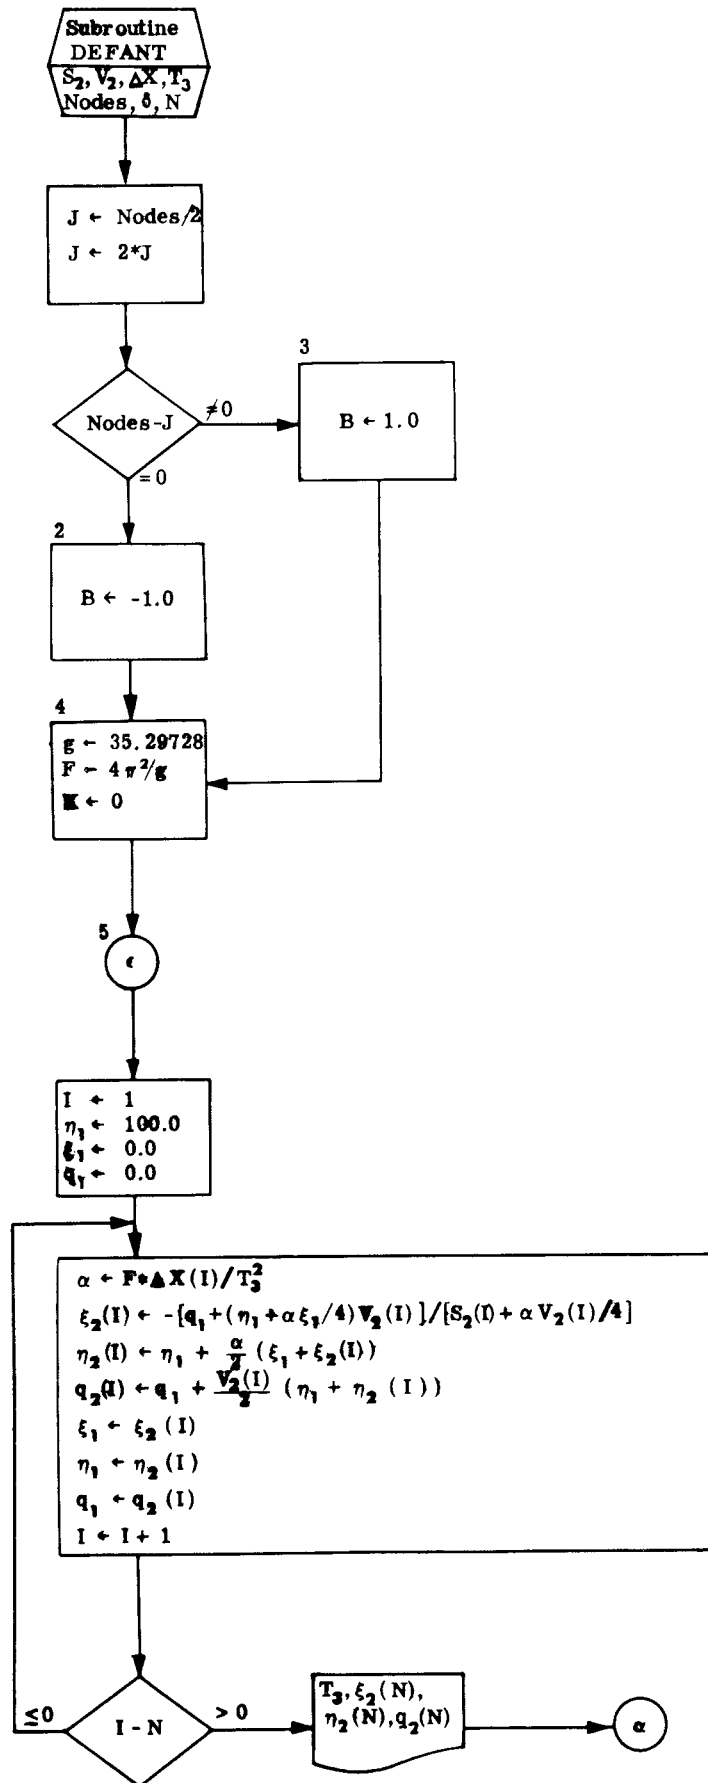 Subroutine
DEFANT
S₂, V₂, ΔX, T₃
Nodes, δ, N
J ← Nodes/2
J ← 2*J
Nodes-J
≠0
=0
3
B ← 1.0
2
B ← -1.0
4
g ← 35.29728
F ← 4π²/g
K ← 0
5
ϵ
I ← 1
η₁ ← 100.0
ξ₁ ← 0.0
q₁ ← 0.0
α ← F*ΔX(I)/T₃²
ξ₂(I) ← -{q₁+(η₁+αξ₁/4)V₂(I)}/[S₂(I)+αV₂(I)/4]
η₂(I) ← η₁ + α/2 (ξ₁+ξ₂(I))
q₂(I) ← q₁ + V₂(I)/2 (η₁ + η₂ (I))
ξ₁ ← ξ₂ (I)
η₁ ← η₂ (I)
q₁ ← q₂ (I)
I ← I + 1
≤0
I - N
> 0
T₃, ξ₂(N),
η₂(N), q₂(N)
α